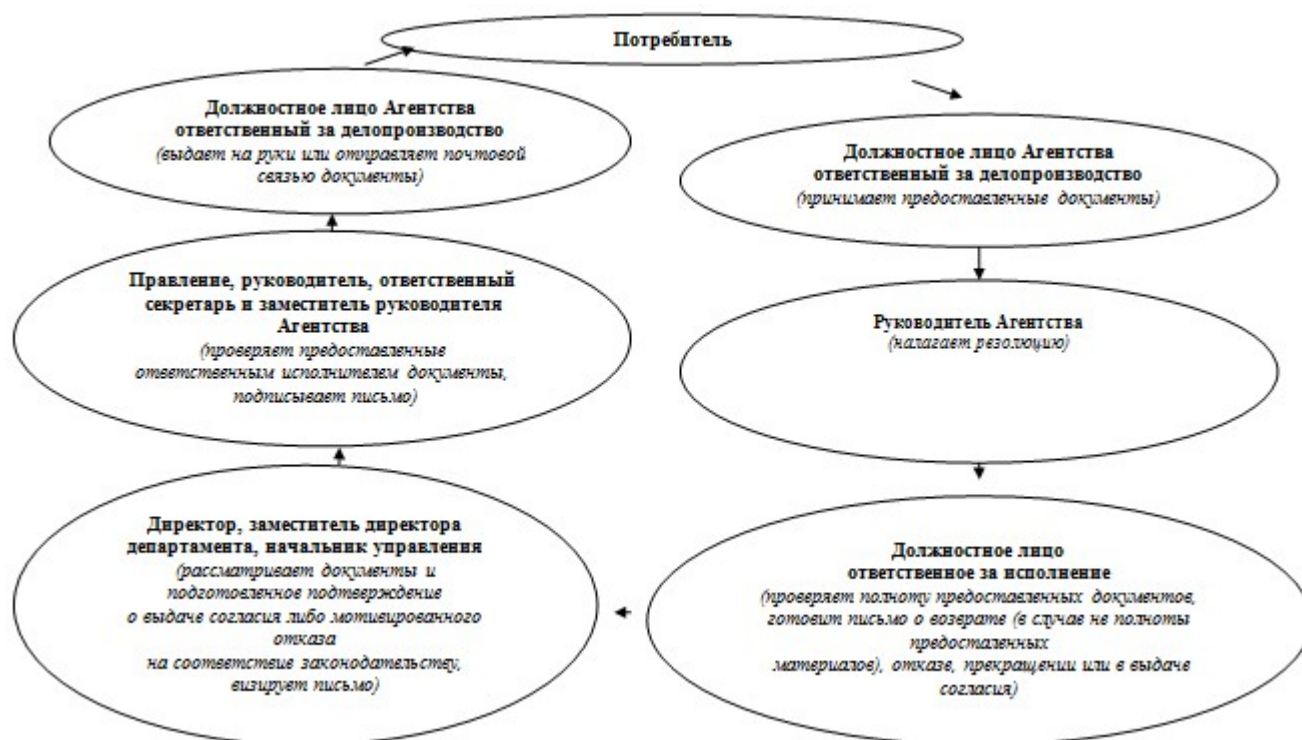 Потребитель
Должностное лицо Агентства
ответственный за делопроизводство
(выдает на руки или отправляет почтовой
связью документы)
Должностное лицо Агентства
ответственный за делопроизводство
(принимает предоставленные документы)
Правление, руководитель, ответственный
секретарь и заместитель руководителя
Агентства
(проверяет предоставленные
ответственным исполнителем документы,
подписывает письмо)
Руководитель Агентства
(налагает резолюцию)
Директор, заместитель директора
департамента, начальник управления
(рассматривает документы и
подготовленное подтверждение
о выдаче согласия либо мотивированного
отказа
на соответствие законодательству,
визирует письмо)
Должностное лицо
ответственное за исполнение
(проверяет полноту предоставленных документов,
готовит письмо о возврате (в случае не полноты
предосталенных
материалов), отказе, прекращении или в выдаче
согласия)